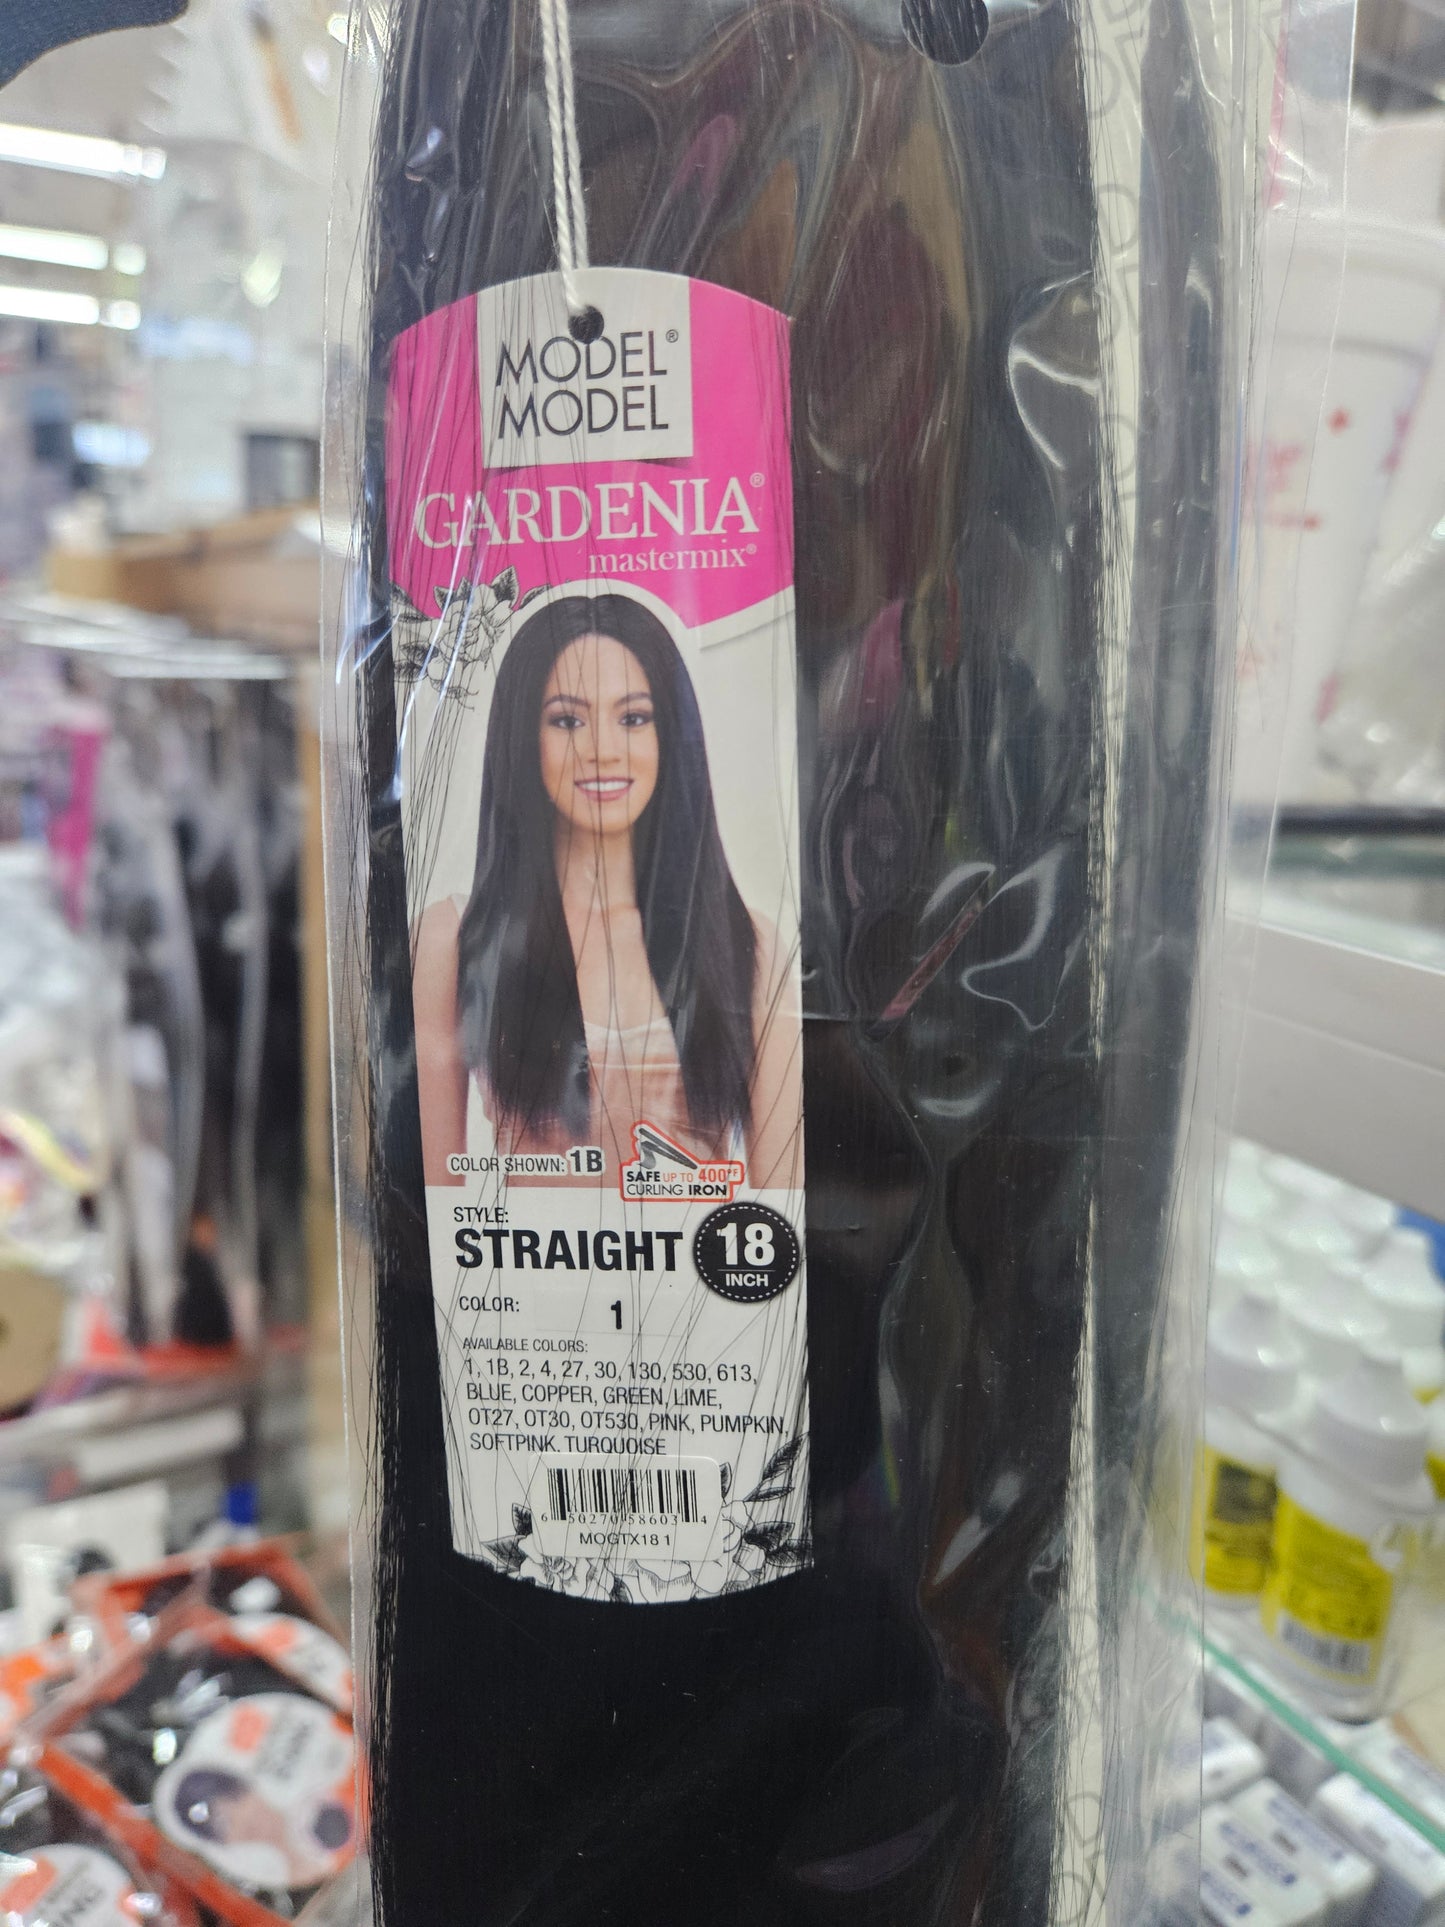 MODEL®
MODEL
GARDENIA®
mastermix®
COLOR SHOWN: 1B
SAFE UP TO 400°F
CURLING IRON
STYLE:
STRAIGHT
18
INCH
COLOR: 1
AVAILABLE COLORS:
1, 1B, 2, 4, 27, 30, 130, 530, 613,
BLUE, COPPER, GREEN, LIME,
OT27, OT30, OT530, PINK, PUMPKIN,
SOFTPINK, TURQUOISE
6 50270 58603 4
MOGTX18 1